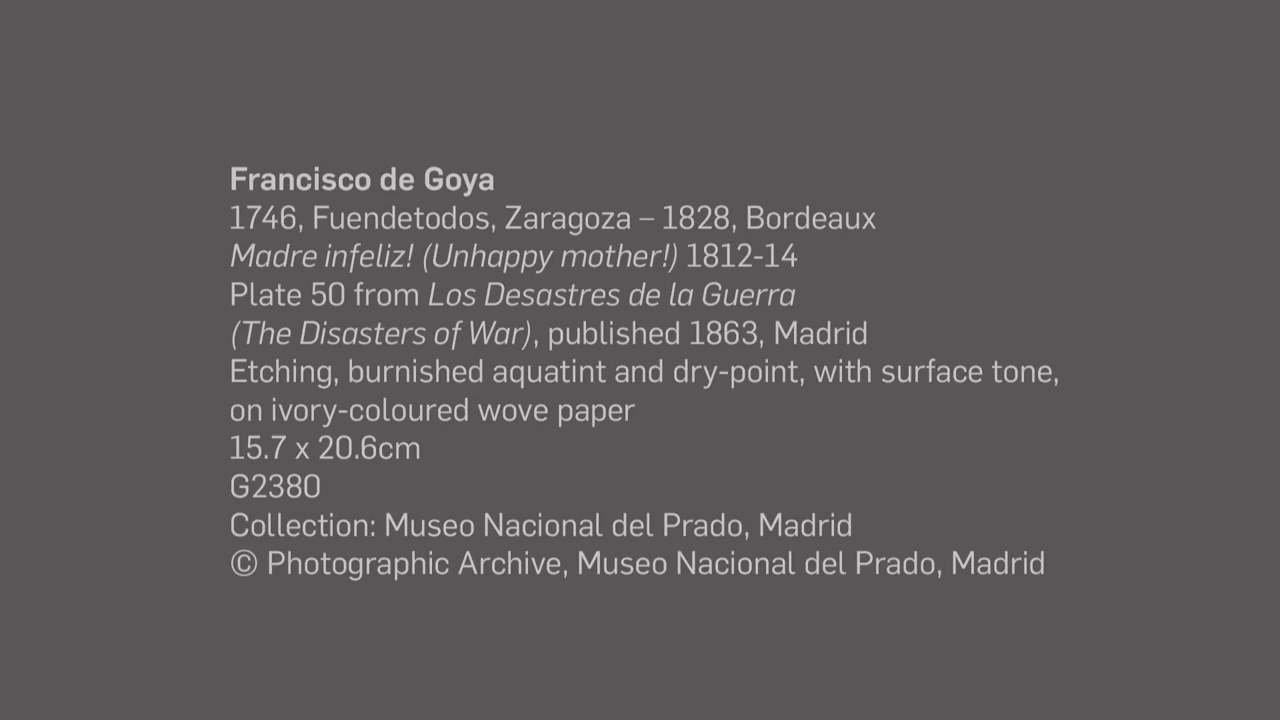 Francisco de Goya
1746, Fuendetodos, Zaragoza – 1828, Bordeaux
Madre infeliz! (Unhappy mother!) 1812-14
Plate 50 from Los Desastres de la Guerra
(The Disasters of War), published 1863, Madrid
Etching, burnished aquatint and dry-point, with surface tone,
on ivory-coloured wove paper
15.7 x 20.6cm
G2380
Collection: Museo Nacional del Prado, Madrid
© Photographic Archive, Museo Nacional del Prado, Madrid